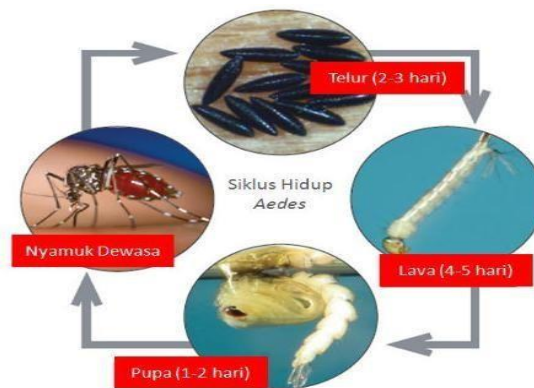 Telur (2-3 hari)
Siklus Hidup
Aedes
Nyamuk Dewasa
Lava (4-5 hari)
Pupa (1-2 hari)